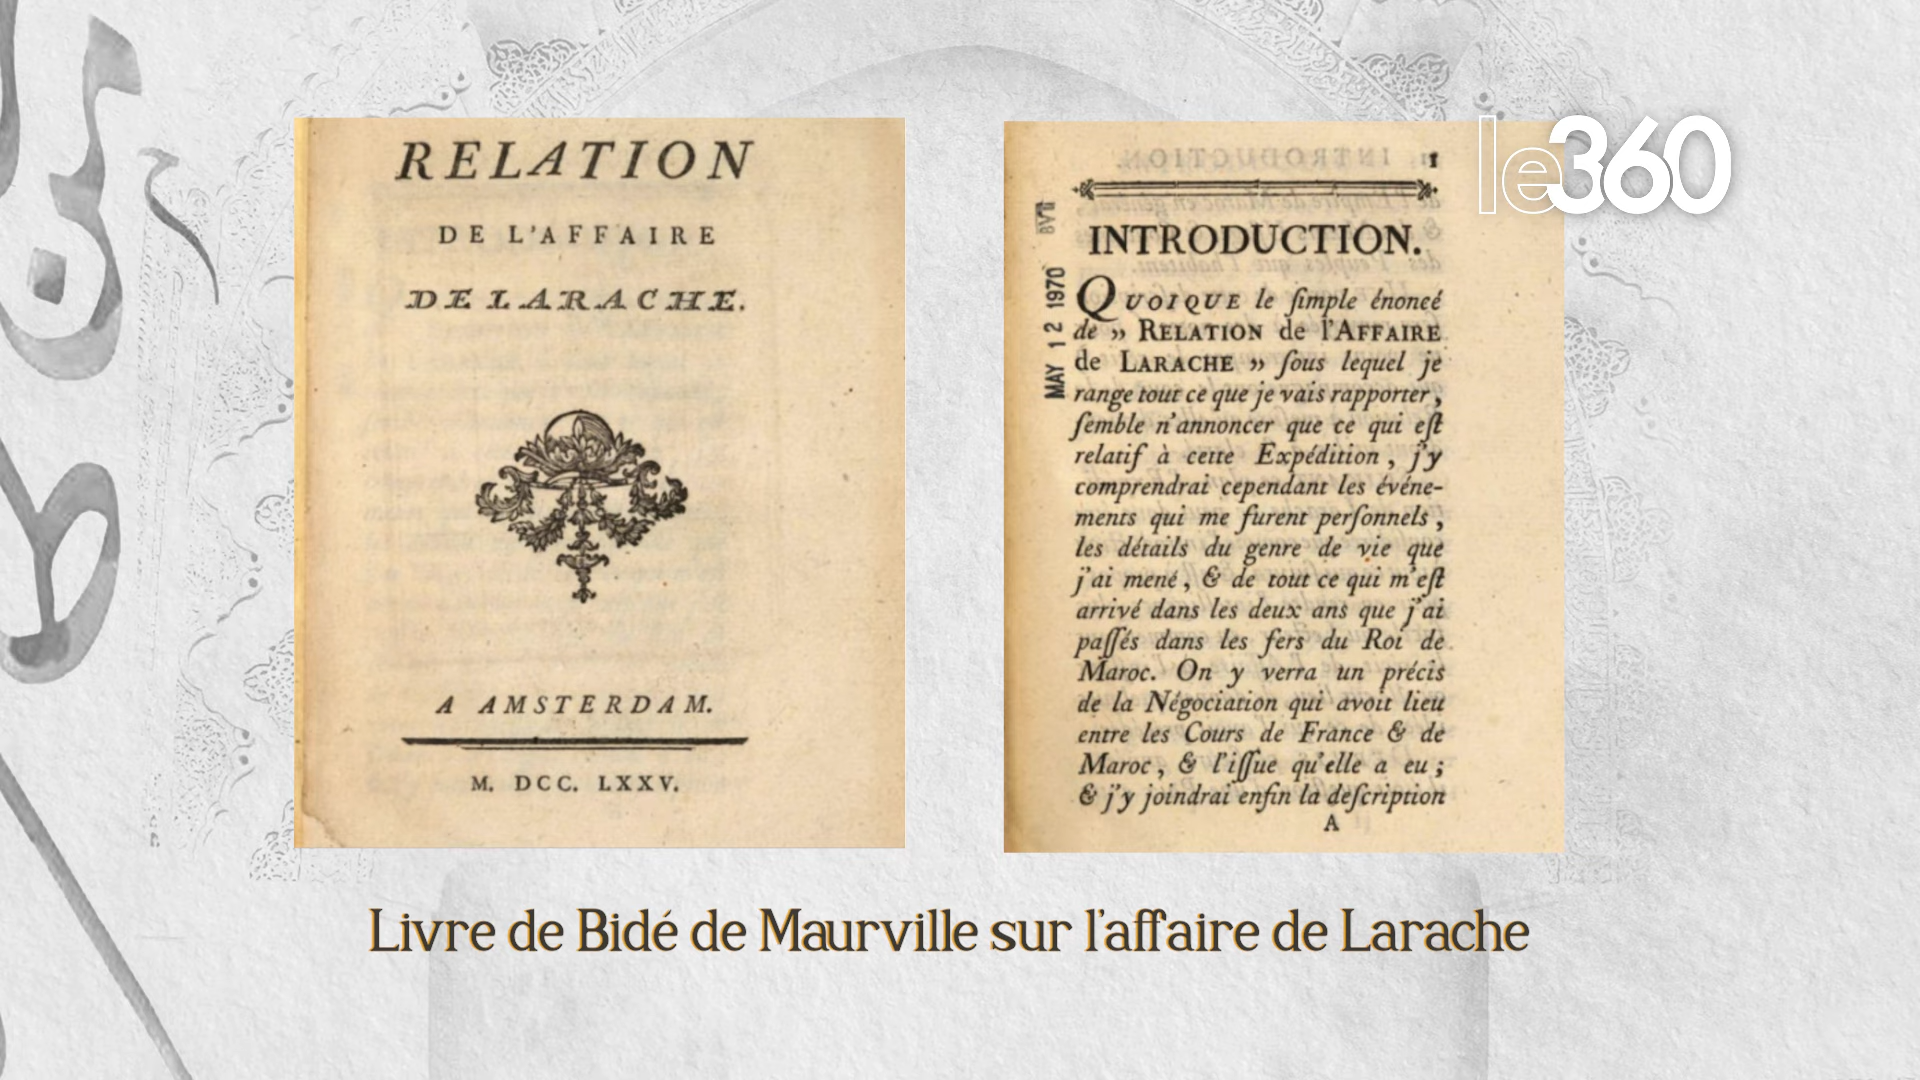 RELATION
DE L'AFFAIRE
DE LARACHE.
A AMSTERDAM.
M. DCC. LXXV.
le360
1
INTRODUCTION.
QUOIQUE le ſimple énoncé
de » RELATION de l'AFFAIRE
de LARACHE » ſous lequel je
range tout ce que je vais rapporter,
ſemble n'annoncer que ce qui eſt
relatif à cette Expédition, j'y
comprendrai cependant les événe-
ments qui me furent perſonnels,
les détails du genre de vie que
j'ai mené, & de tout ce qui m'eſt
arrivé dans les deux ans que j'ai
paſſés dans les fers du Roi de
Maroc. On y verra un précis
de la Négociation qui avoit lieu
entre les Cours de France & de
Maroc, & l'iſſue qu'elle a eu ;
& j'y joindrai enfin la deſcription
A
MAY 12 1970
Livre de Bidé de Maurville sur l'affaire de Larache